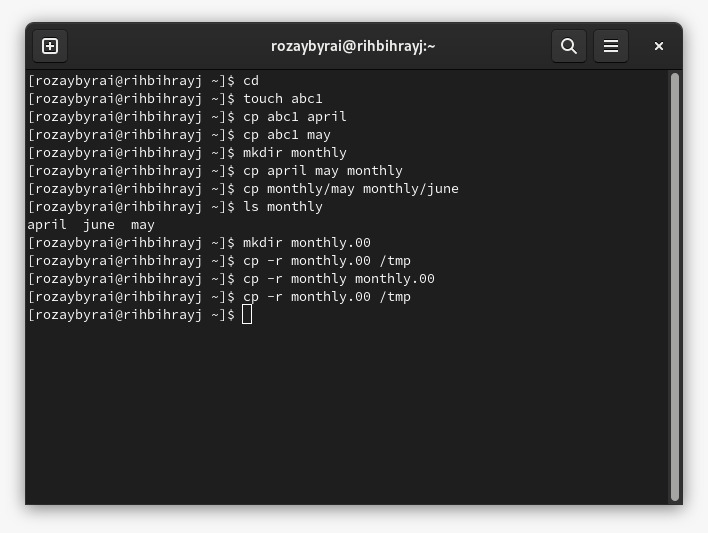 rozaybyrai@rihbihrayj:~
[rozaybyrai@rihbihrayj ~]$ cd
[rozaybyrai@rihbihrayj ~]$ touch abc1
[rozaybyrai@rihbihrayj ~]$ cp abc1 april
[rozaybyrai@rihbihrayj ~]$ cp abc1 may
[rozaybyrai@rihbihrayj ~]$ mkdir monthly
[rozaybyrai@rihbihrayj ~]$ cp april may monthly
[rozaybyrai@rihbihrayj ~]$ cp monthly/may monthly/june
[rozaybyrai@rihbihrayj ~]$ ls monthly
april  june  may
[rozaybyrai@rihbihrayj ~]$ mkdir monthly.00
[rozaybyrai@rihbihrayj ~]$ cp -r monthly.00 /tmp
[rozaybyrai@rihbihrayj ~]$ cp -r monthly monthly.00
[rozaybyrai@rihbihrayj ~]$ cp -r monthly.00 /tmp
[rozaybyrai@rihbihrayj ~]$